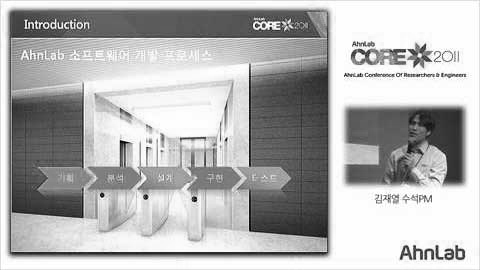 Introduction
AhnLab
CORE 2011
AhnLab 소프트웨어 개발 프로세스
기획 분석 설계 구현 테스트
AhnLab
CORE 2011
AhnLab Conference Of Researchers & Engineers
김재열 수석PM
AhnLab